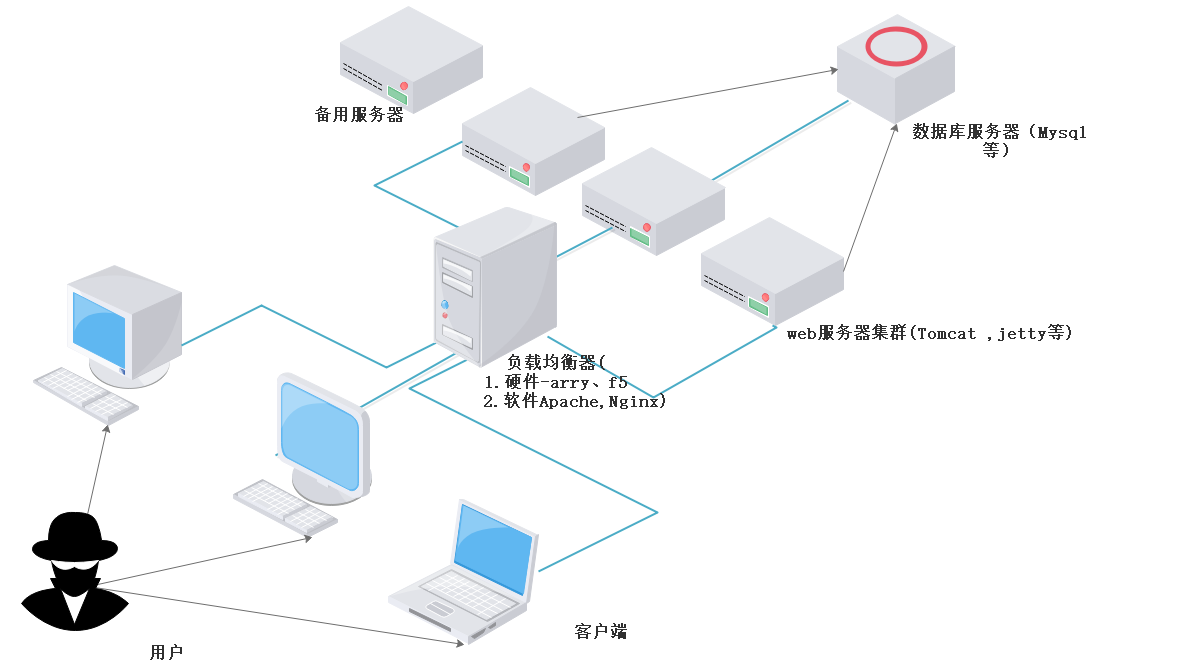 备用服务器
数据库服务器（Mysql
等）
web服务器集群(Tomcat ,jetty等)
负载均衡器(
1.硬件-arry、f5
2.软件Apache,Nginx)
客户端
用户